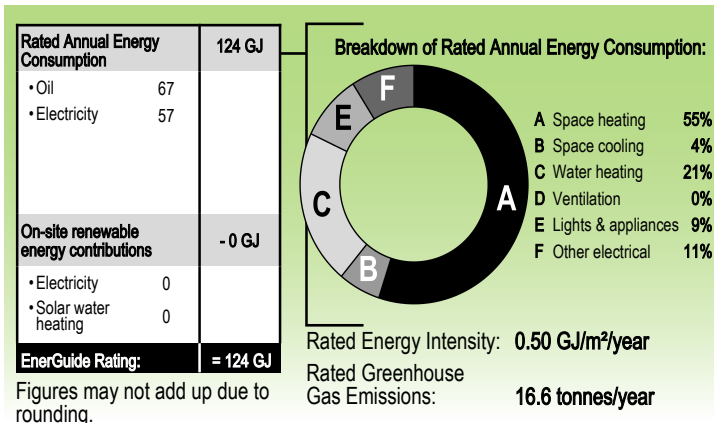 Rated Annual Energy Consumption 124 GJ
• Oil 67
• Electricity 57
On-site renewable energy contributions - 0 GJ
• Electricity 0
• Solar water heating 0
EnerGuide Rating: = 124 GJ
Figures may not add up due to
rounding.
Breakdown of Rated Annual Energy Consumption:
A
B
C
E
F
A Space heating 55%
B Space cooling 4%
C Water heating 21%
D Ventilation 0%
E Lights & appliances 9%
F Other electrical 11%
Rated Energy Intensity: 0.50 GJ/m²/year
Rated Greenhouse
Gas Emissions: 16.6 tonnes/year